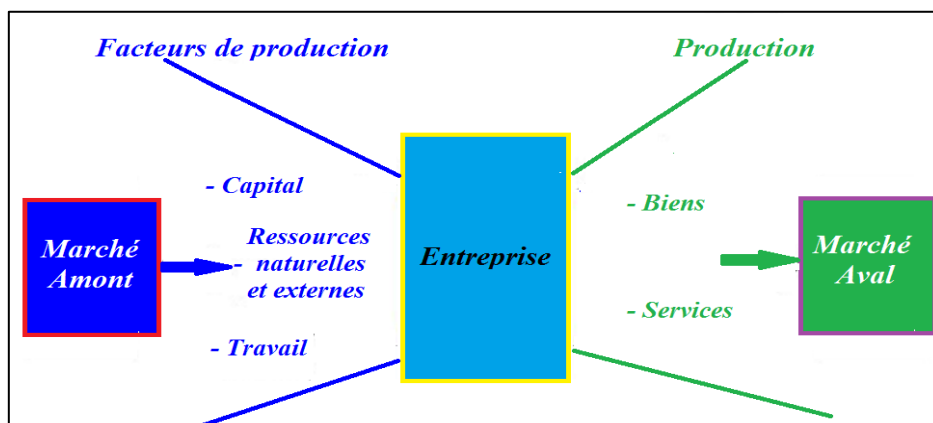 Facteurs de production
Production
- Capital
- Biens
Marché
Amont
Ressources
- naturelles
et externes
Entreprise
Marché
Aval
- Services
- Travail